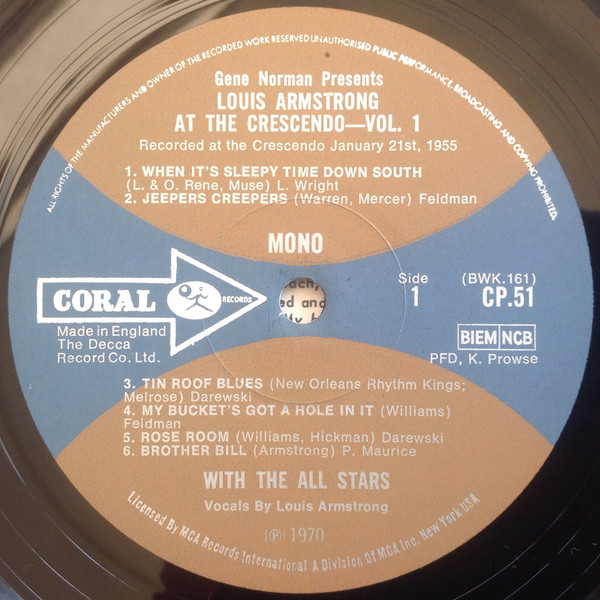 ALL RIGHTS OF THE MANUFACTURERS AND OWNER OF THE RECORDED WORK RESERVED UNAUTHORISED PUBLIC PERFORMANCE, BROADCASTING AND COPYING PROHIBITED.
Gene Norman Presents
LOUIS ARMSTRONG
AT THE CRESCENDO—VOL. 1
Recorded at the Crescendo January 21st, 1955
1. WHEN IT'S SLEEPY TIME DOWN SOUTH
(L. & O. Rene, Muse) L. Wright
2. JEEPERS CREEPERS (Warren, Mercer) Feldman
MONO
CORAL RECORDS
Made in England
The Decca
Record Co. Ltd.
ed and
Side
1
(BWK.161)
CP.51
BIEM NCB
PFD, K. Prowse
3. TIN ROOF BLUES (New Orleans Rhythm Kings;
Melrose) Darewski
4. MY BUCKET'S GOT A HOLE IN IT (Williams)
Feidman
5. ROSE ROOM (Williams, Hickman) Darewski
6. BROTHER BILL (Armstrong) P. Maurice
WITH THE ALL STARS
Vocals By Louis Armstrong
℗ 1970
Licensed By MCA Records International A Division Of MCA Inc. New York USA